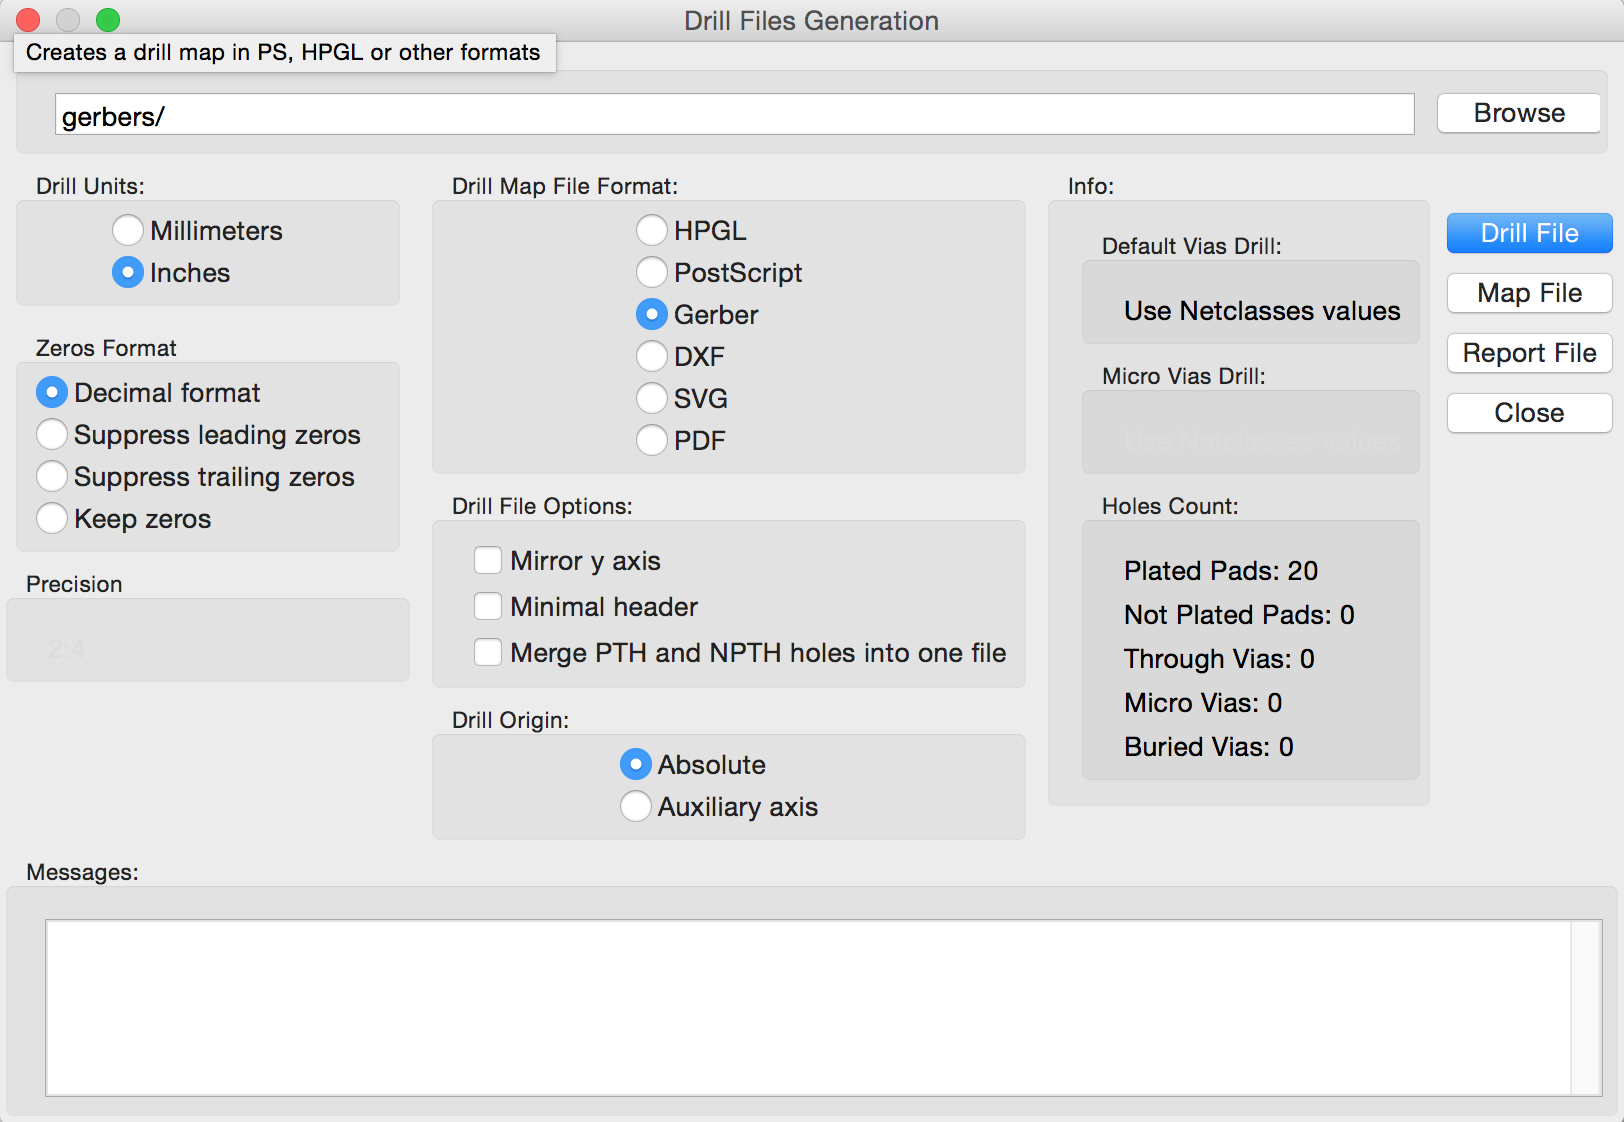 Drill Files Generation
Creates a drill map in PS, HPGL or other formats
gerbers/
Browse
Drill Units:
Millimeters
Inches
Zeros Format
Decimal format
Suppress leading zeros
Suppress trailing zeros
Keep zeros
Precision
2:4
Drill Map File Format:
HPGL
PostScript
Gerber
DXF
SVG
PDF
Drill File Options:
Mirror y axis
Minimal header
Merge PTH and NPTH holes into one file
Drill Origin:
Absolute
Auxiliary axis
Info:
Default Vias Drill:
Use Netclasses values
Micro Vias Drill:
Use Netclasses values
Holes Count:
Plated Pads: 20
Not Plated Pads: 0
Through Vias: 0
Micro Vias: 0
Buried Vias: 0
Drill File
Map File
Report File
Close
Messages: